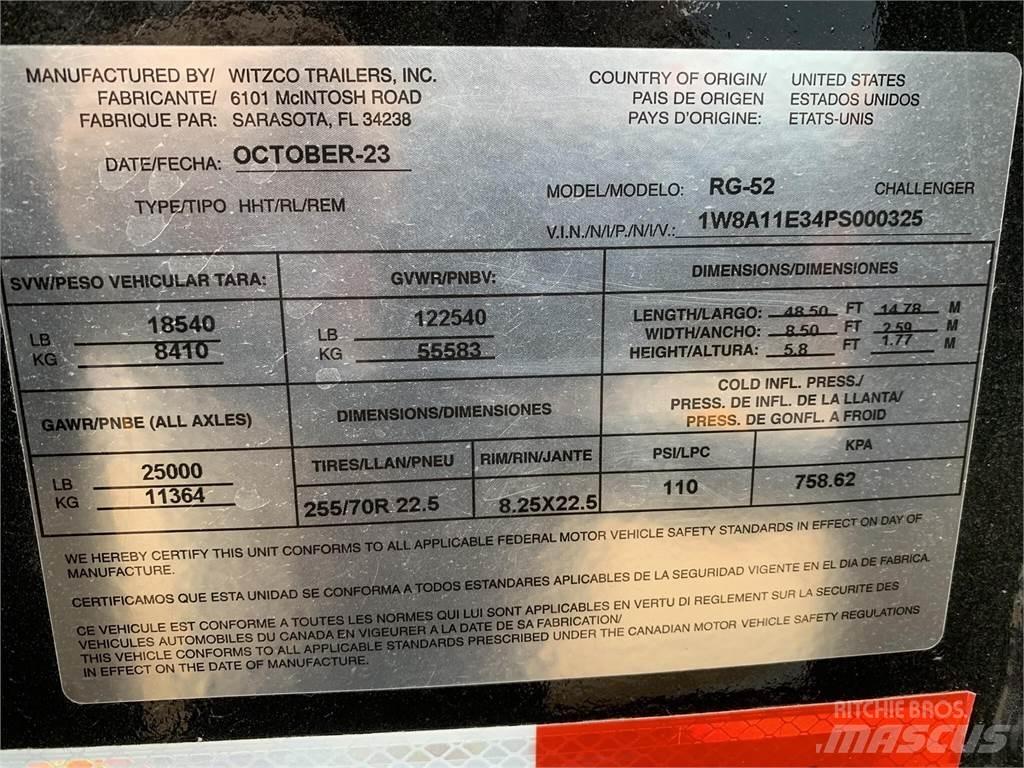 MANUFACTURED BY/ WITZCO TRAILERS, INC.
FABRICANTE/ 6101 McINTOSH ROAD
FABRIQUE PAR: SARASOTA, FL 34238
COUNTRY OF ORIGIN/ UNITED STATES
PAIS DE ORIGEN ESTADOS UNIDOS
PAYS D'ORIGINE: ETATS-UNIS
DATE/FECHA: OCTOBER-23
TYPE/TIPO HHT/RL/REM
MODEL/MODELO: RG-52 CHALLENGER
V.I.N./N/I/P./N/I/V.: 1W8A11E34PS000325
SVW/PESO VEHICULAR TARA:
LB 18540
KG 8410
GVWR/PNBV:
LB 122540
KG 55583
DIMENSIONS/DIMENSIONES
LENGTH/LARGO: 48.50 FT 14.78 M
WIDTH/ANCHO: 8.50 FT 2.59 M
HEIGHT/ALTURA: 5.8 FT 1.77 M
GAWR/PNBE (ALL AXLES)
LB 25000
KG 11364
DIMENSIONS/DIMENSIONES
TIRES/LLAN/PNEU RIM/RIN/JANTE
255/70R 22.5 8.25X22.5
COLD INFL. PRESS./
PRESS. DE INFL. DE LA LLANTA/
PRESS. DE GONFL. A FROID
PSI/LPC KPA
110 758.62
WE HEREBY CERTIFY THIS UNIT CONFORMS TO ALL APPLICABLE FEDERAL MOTOR VEHICLE SAFETY STANDARDS IN EFFECT ON DAY OF
MANUFACTURE.
CERTIFICAMOS QUE ESTA UNIDAD SE CONFORMA A TODOS ESTANDARES APLICABLES DE LA SEGURIDAD VIGENTE EN EL DIA DE FABRICA.
CE VEHICULE EST CONFORME A TOUTES LES NORMES QUI LUI SONT APPLICABLES EN VERTU DI REGLEMENT SUR LA SECURITE DES
VEHICULES AUTOMOBILES DU CANADA EN VIGEURER A LA DATE DE SA FABRICATION/
THIS VEHICLE CONFORMS TO ALL APPLICABLE STANDARDS PRESCRIBED UNDER THE CANADIAN MOTOR VEHICLE SAFETY REGULATIONS
IN EFFECT ON THE DATE OF MANUFACTURE.
RITCHIE BROS.
MASCUS